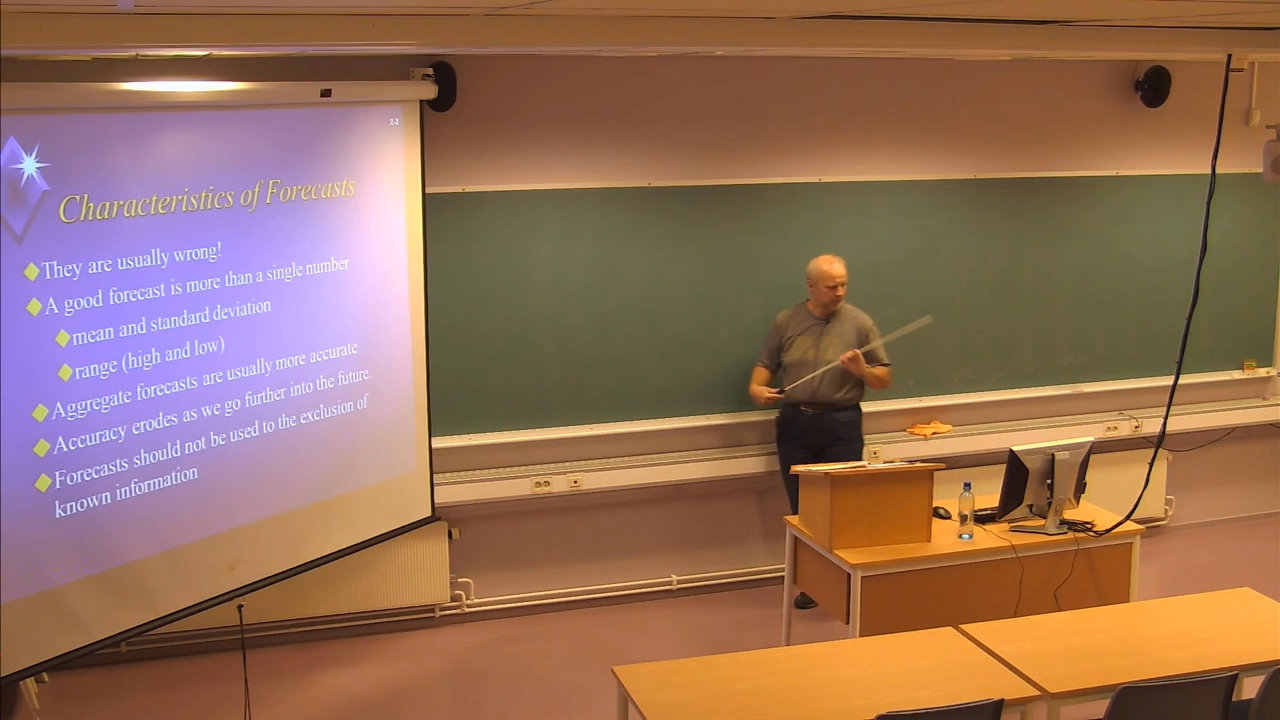 2-2
Characteristics of Forecasts
They are usually wrong!
A good forecast is more than a single number
mean and standard deviation
range (high and low)
Aggregate forecasts are usually more accurate
Accuracy erodes as we go further into the future.
Forecasts should not be used to the exclusion of
known information